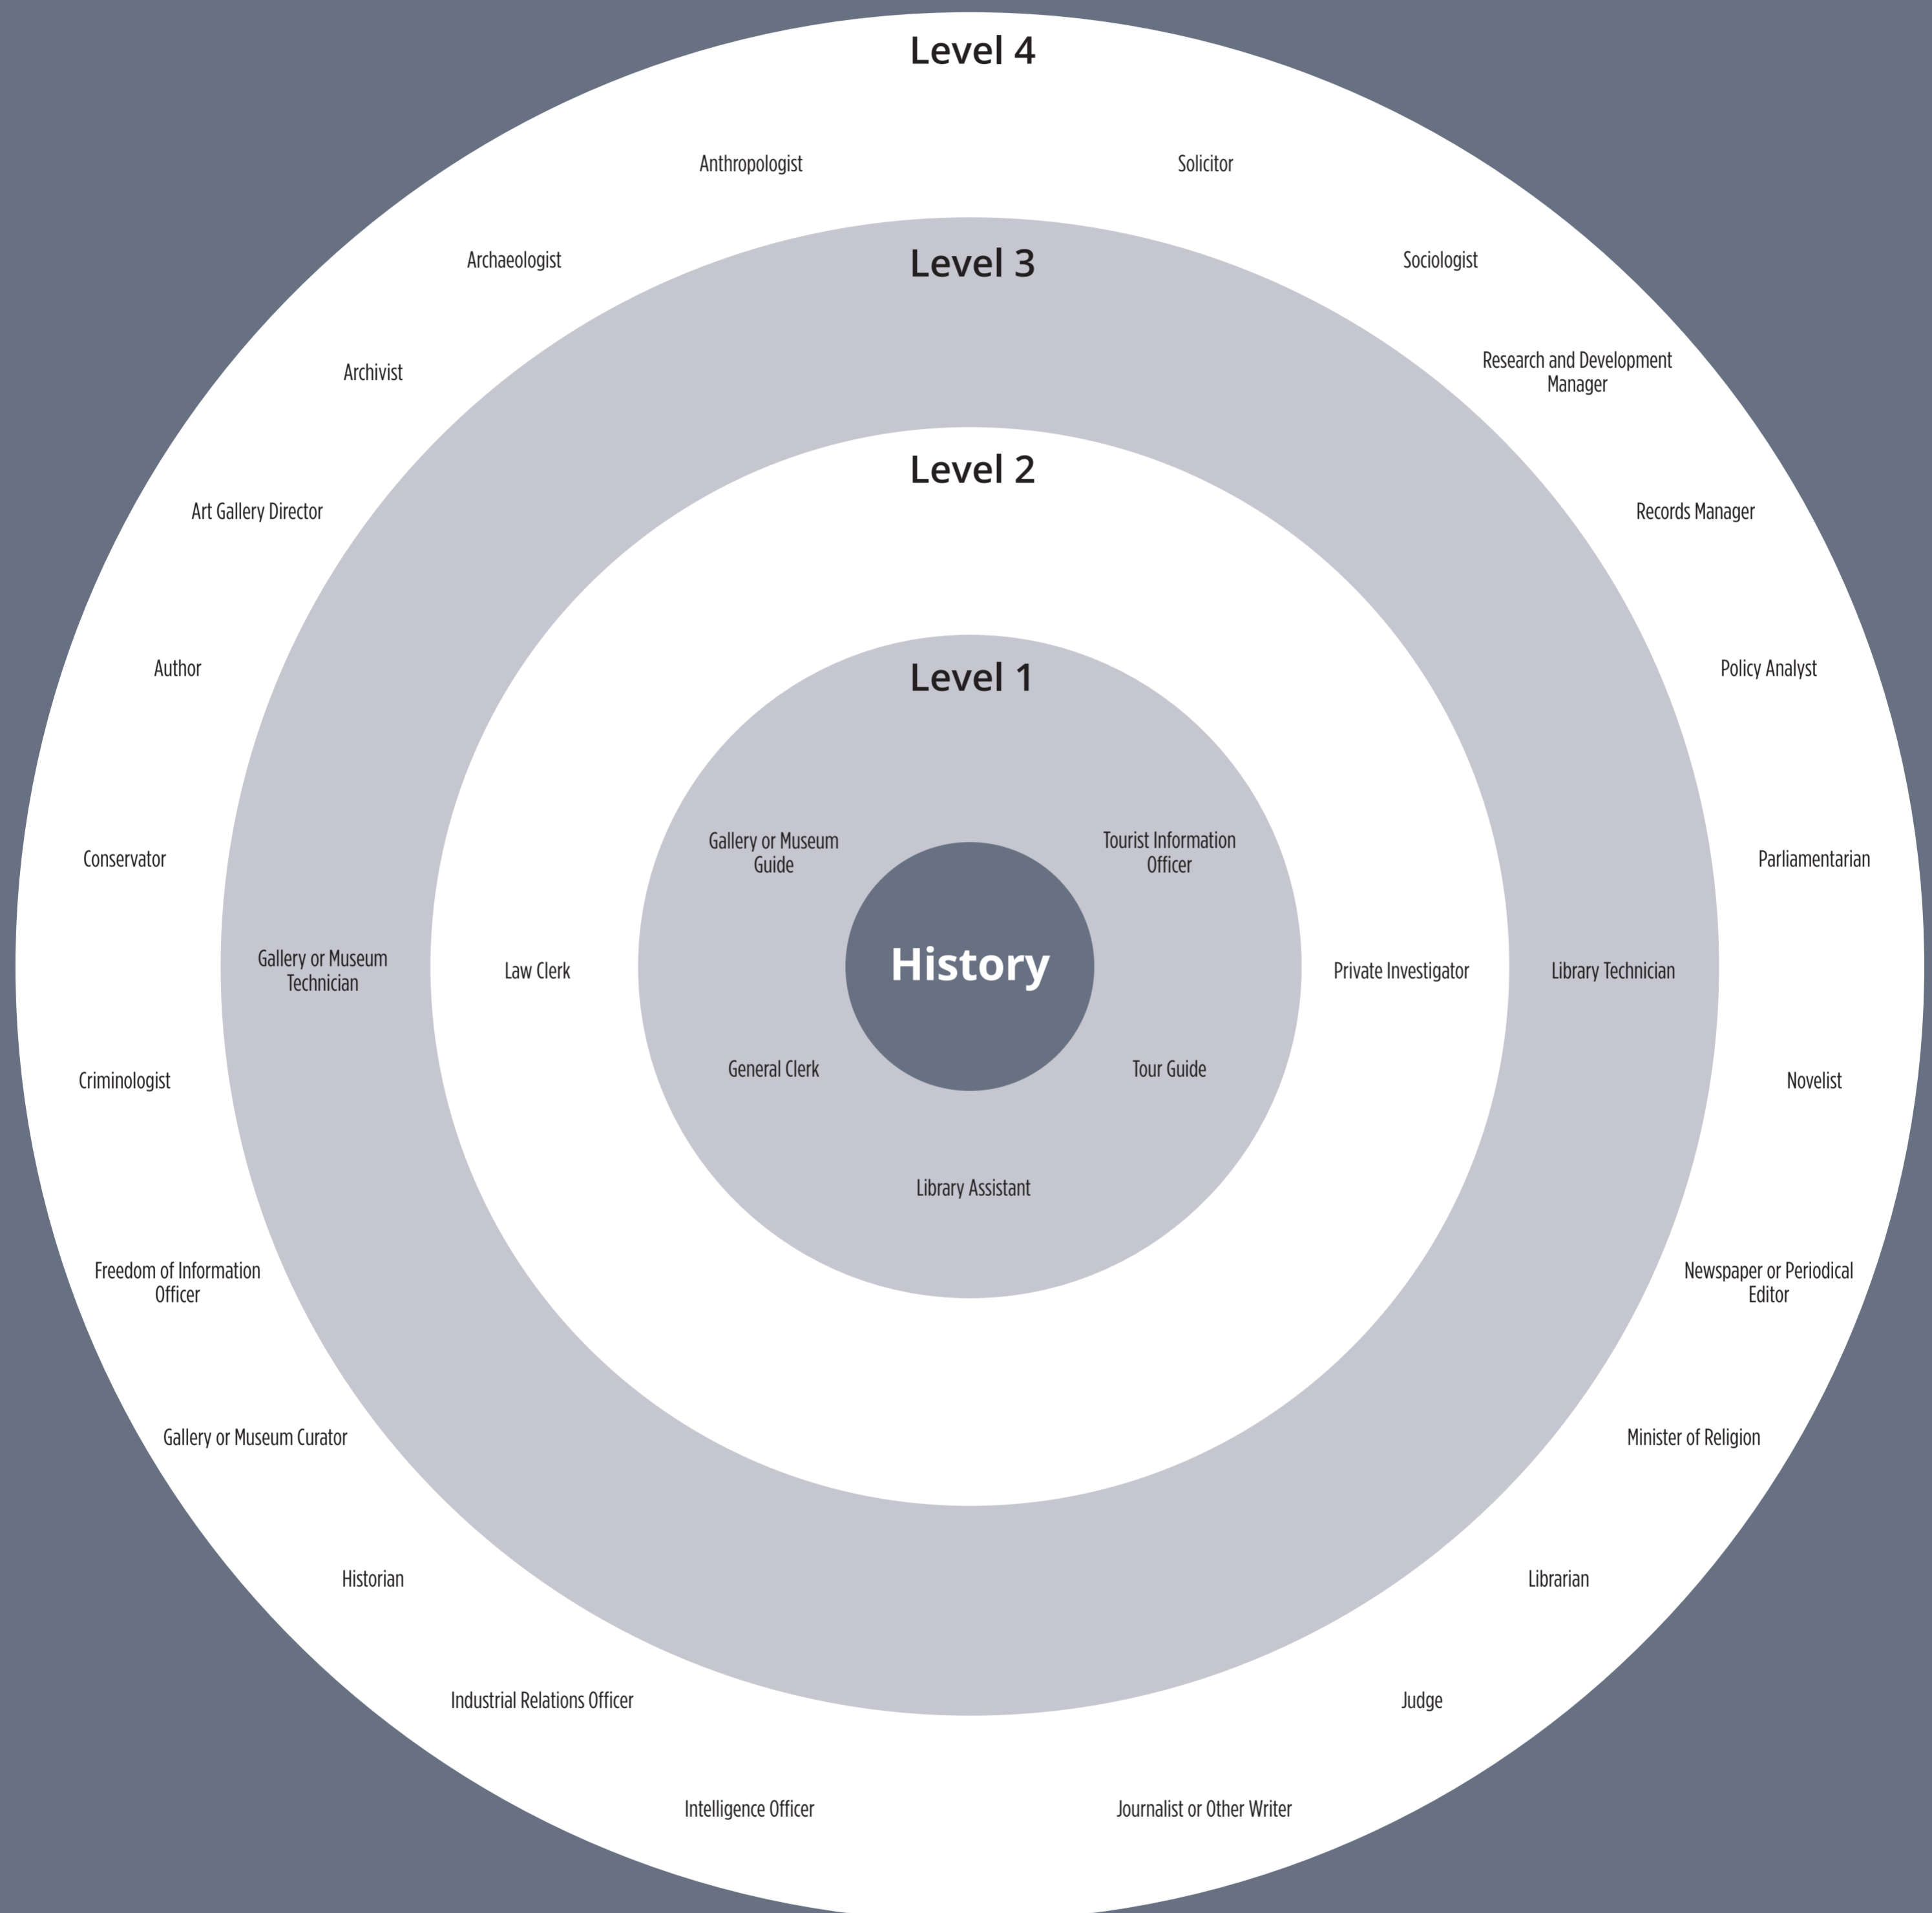 Level 4
Anthropologist
Solicitor
Archaeologist
Sociologist
Level 3
Archivist
Research and Development
Manager
Art Gallery Director
Level 2
Records Manager
Author
Level 1
Policy Analyst
Conservator
Gallery or Museum
Guide
Tourist Information
Officer
Parliamentarian
Gallery or Museum
Technician
Law Clerk
History
Private Investigator
Library Technician
Criminologist
General Clerk
Tour Guide
Novelist
Library Assistant
Freedom of Information
Officer
Newspaper or Periodical
Editor
Gallery or Museum Curator
Minister of Religion
Historian
Librarian
Industrial Relations Officer
Judge
Intelligence Officer
Journalist or Other Writer